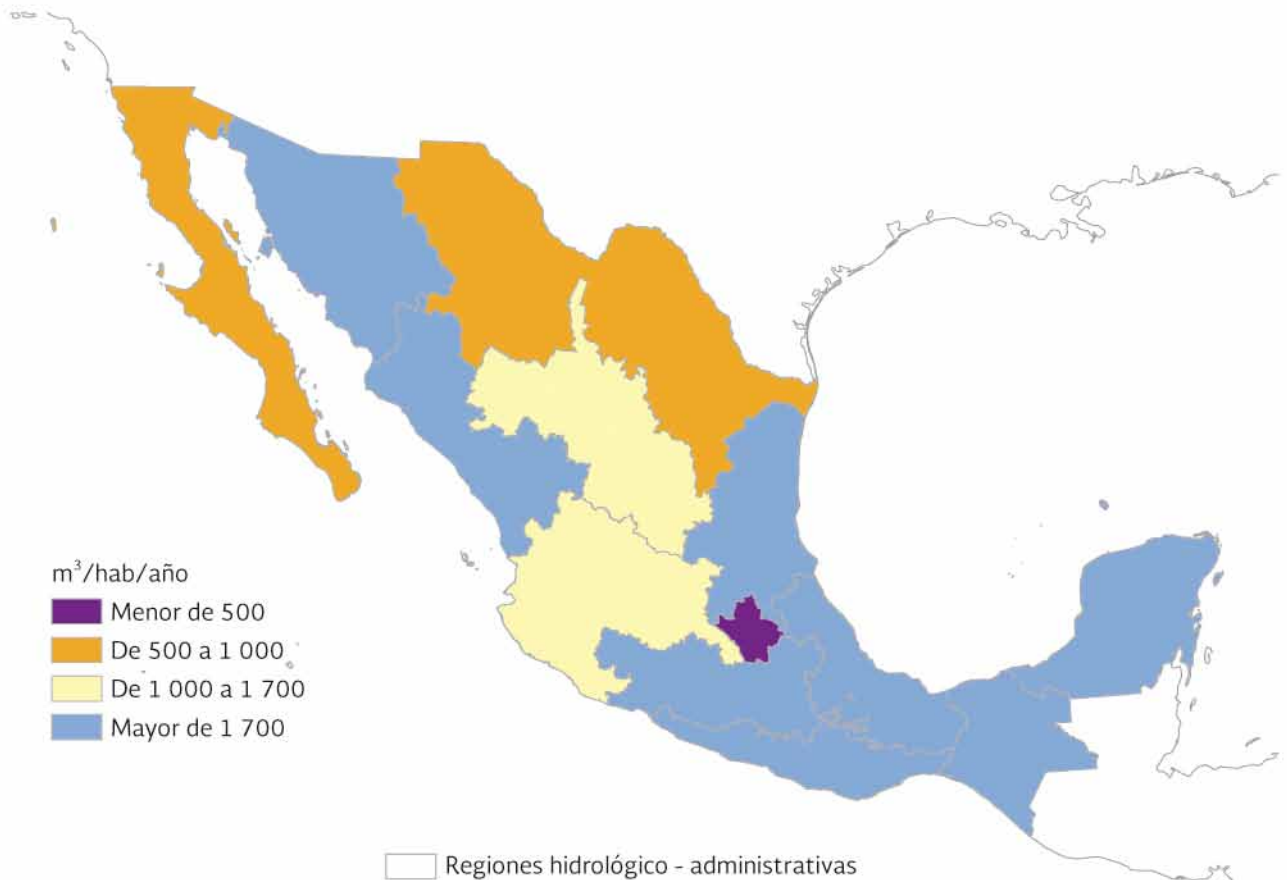 m³/hab/año
Menor de 500
De 500 a 1 000
De 1 000 a 1 700
Mayor de 1 700
Regiones hidrológico - administrativas